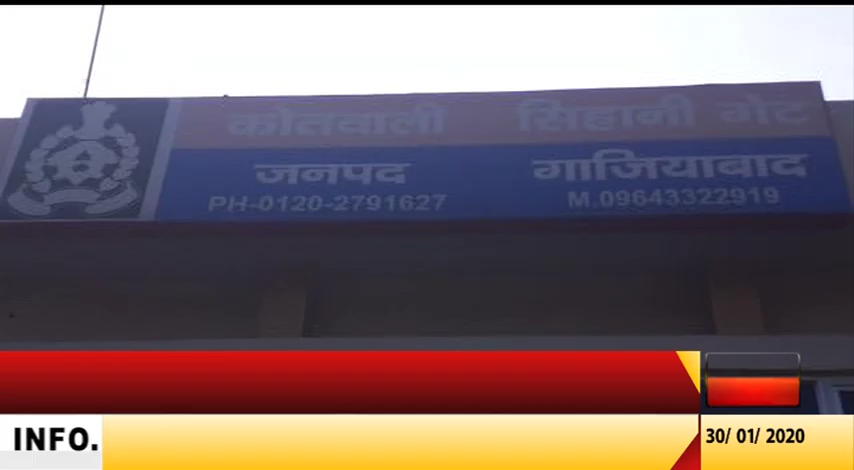 कोतवाली सिहानी गेट
जनपद गाजियाबाद
PH-0120-2791627 M.09643322919
INFO.
30/ 01/ 2020